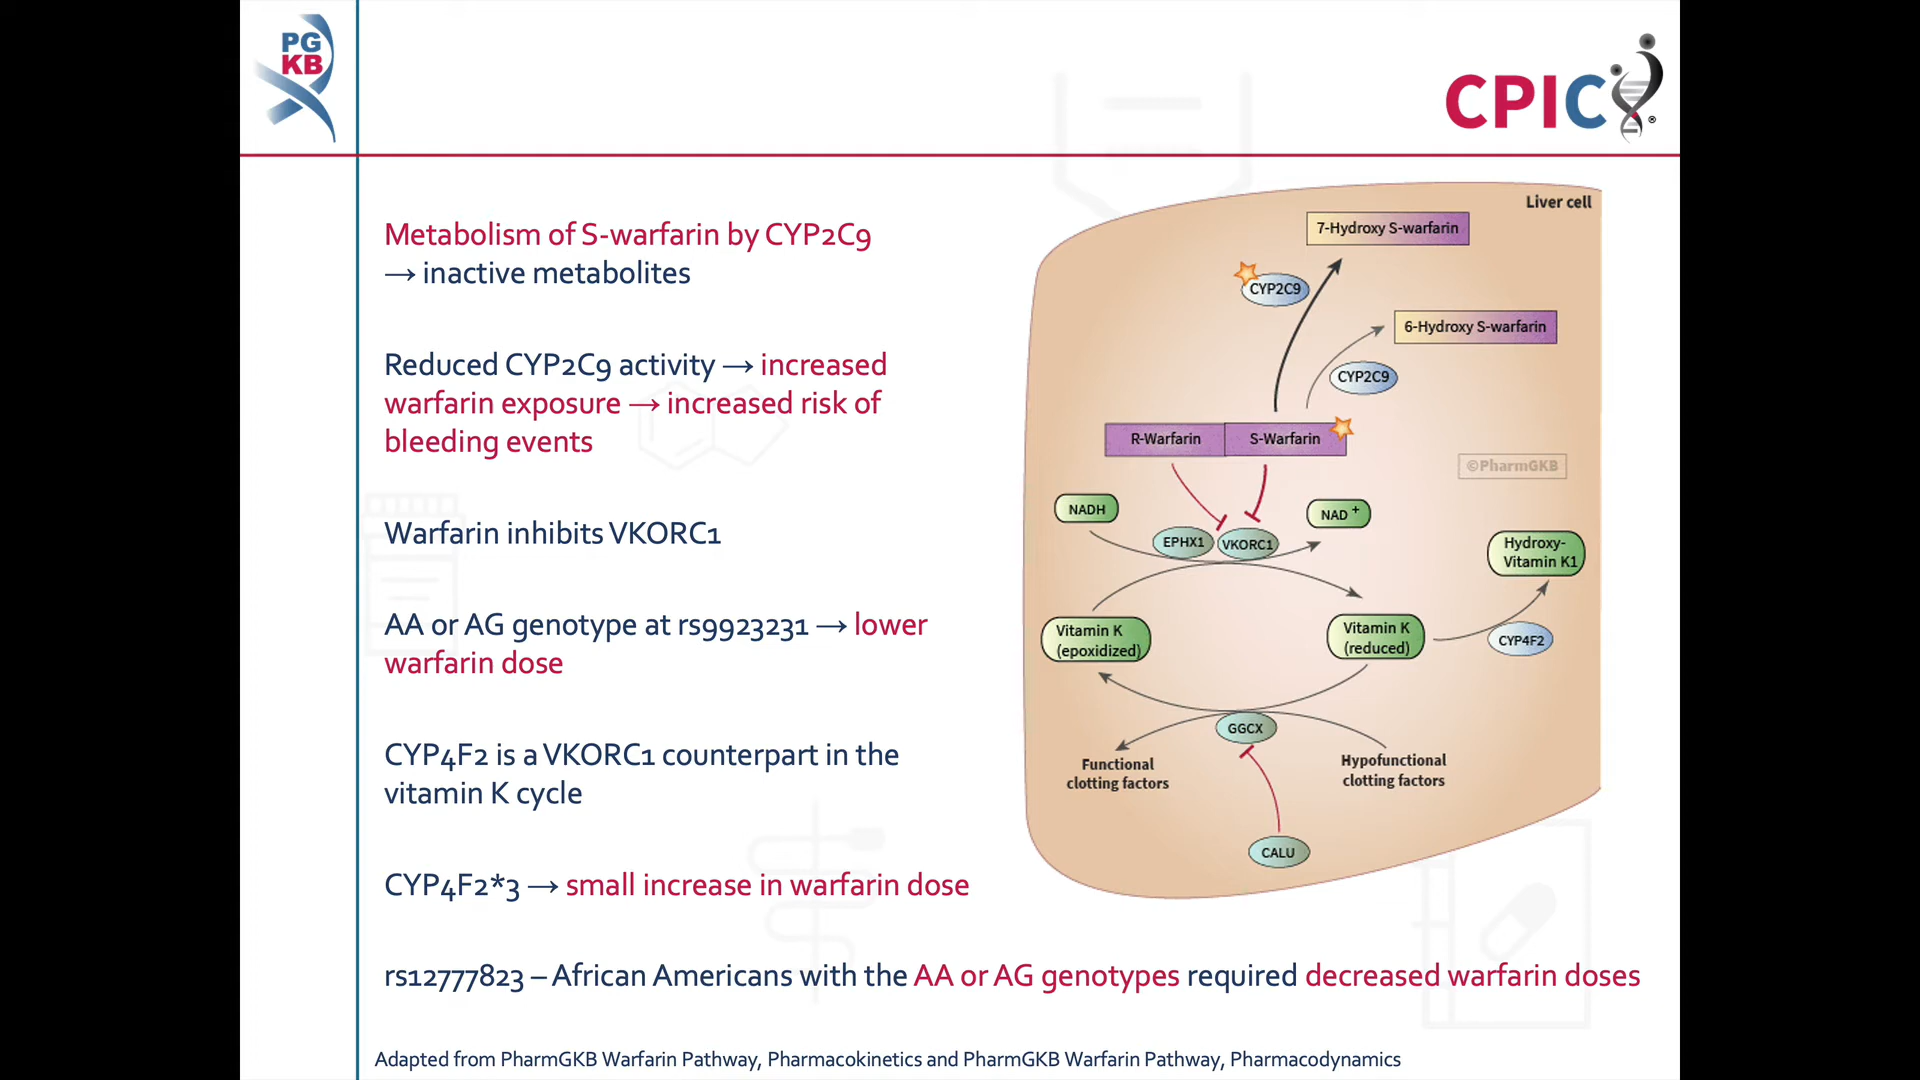 PG
KB
CPIC®
Metabolism of S-warfarin by CYP2C9
→ inactive metabolites
Reduced CYP2C9 activity → increased
warfarin exposure → increased risk of
bleeding events
Warfarin inhibits VKORC1
AA or AG genotype at rs9923231 → lower
warfarin dose
CYP4F2 is a VKORC1 counterpart in the
vitamin K cycle
CYP4F2*3 → small increase in warfarin dose
rs12777823 – African Americans with the AA or AG genotypes required decreased warfarin doses
Liver cell
7-Hydroxy S-warfarin
CYP2C9
6-Hydroxy S-warfarin
CYP2C9
R-Warfarin
S-Warfarin
©PharmGKB
NADH
NAD +
EPHX1
VKORC1
Hydroxy-
Vitamin K1
Vitamin K
(epoxidized)
Vitamin K
(reduced)
CYP4F2
GGCX
Functional
clotting factors
Hypofunctional
clotting factors
CALU
Adapted from PharmGKB Warfarin Pathway, Pharmacokinetics and PharmGKB Warfarin Pathway, Pharmacodynamics